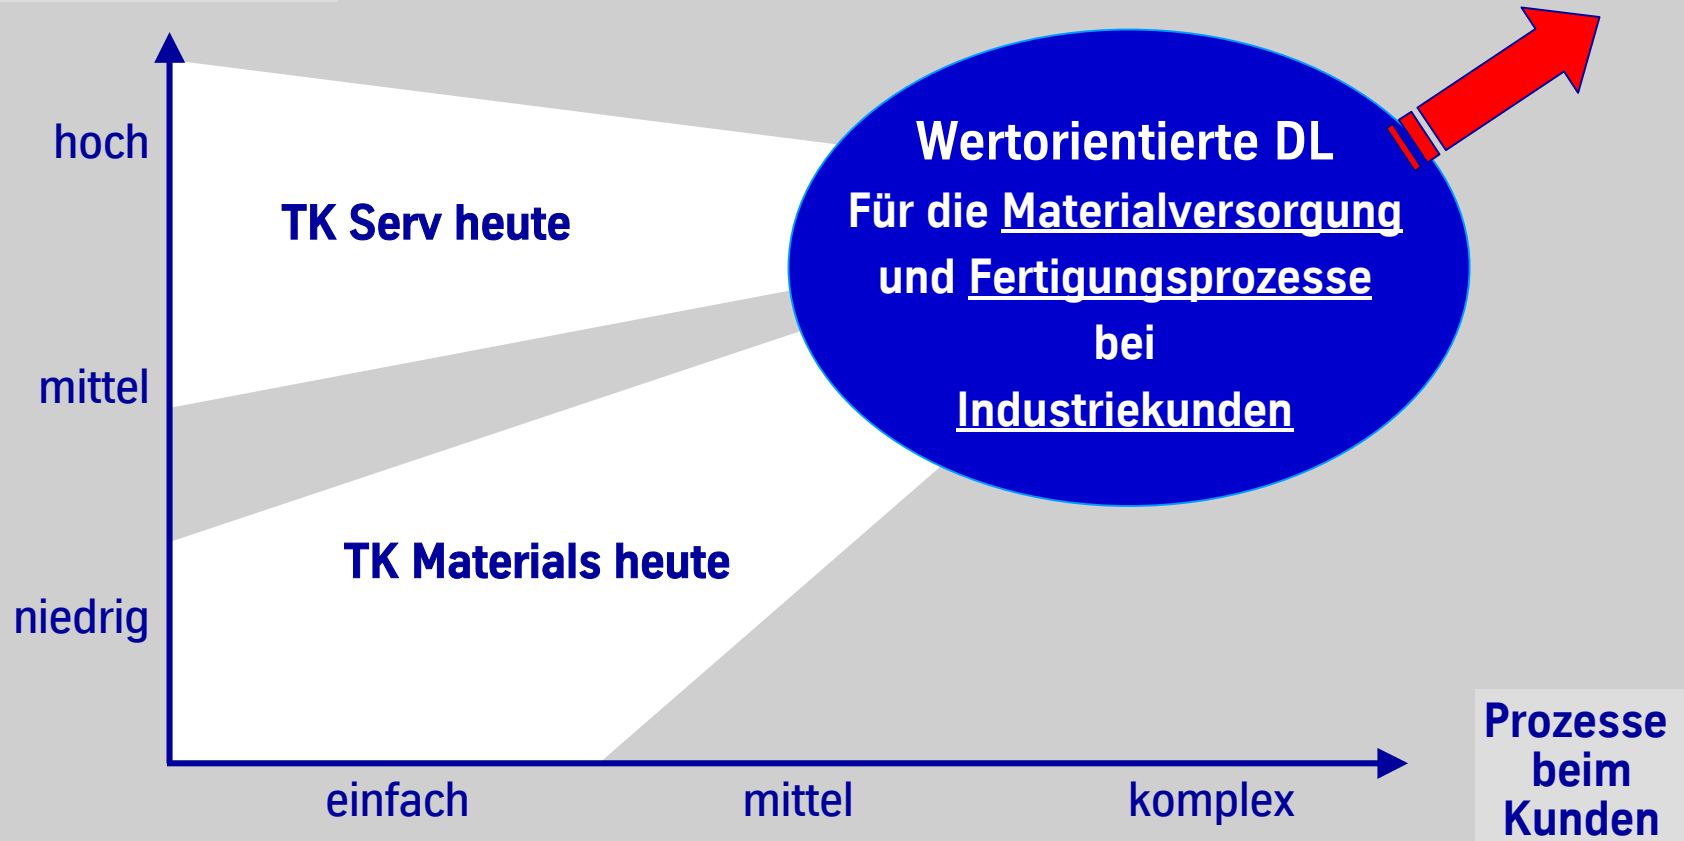 hoch
Wertorientierte DL
Für die Materialversorgung
und Fertigungsprozesse
bei
Industriekunden
TK Serv heute
mittel
TK Materials heute
niedrig
einfach
mittel
komplex
Prozesse
beim
Kunden